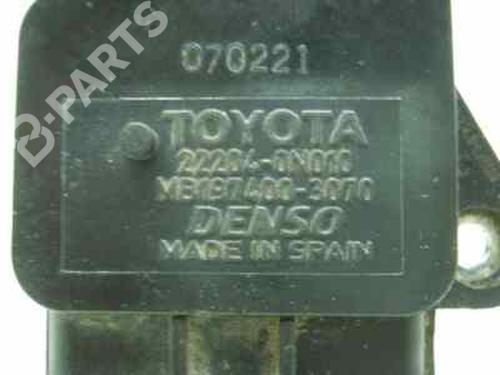 070221
TOYOTA
22204-0N010
MB197400-3070
DENSO
MADE IN SPAIN
B-PARTS